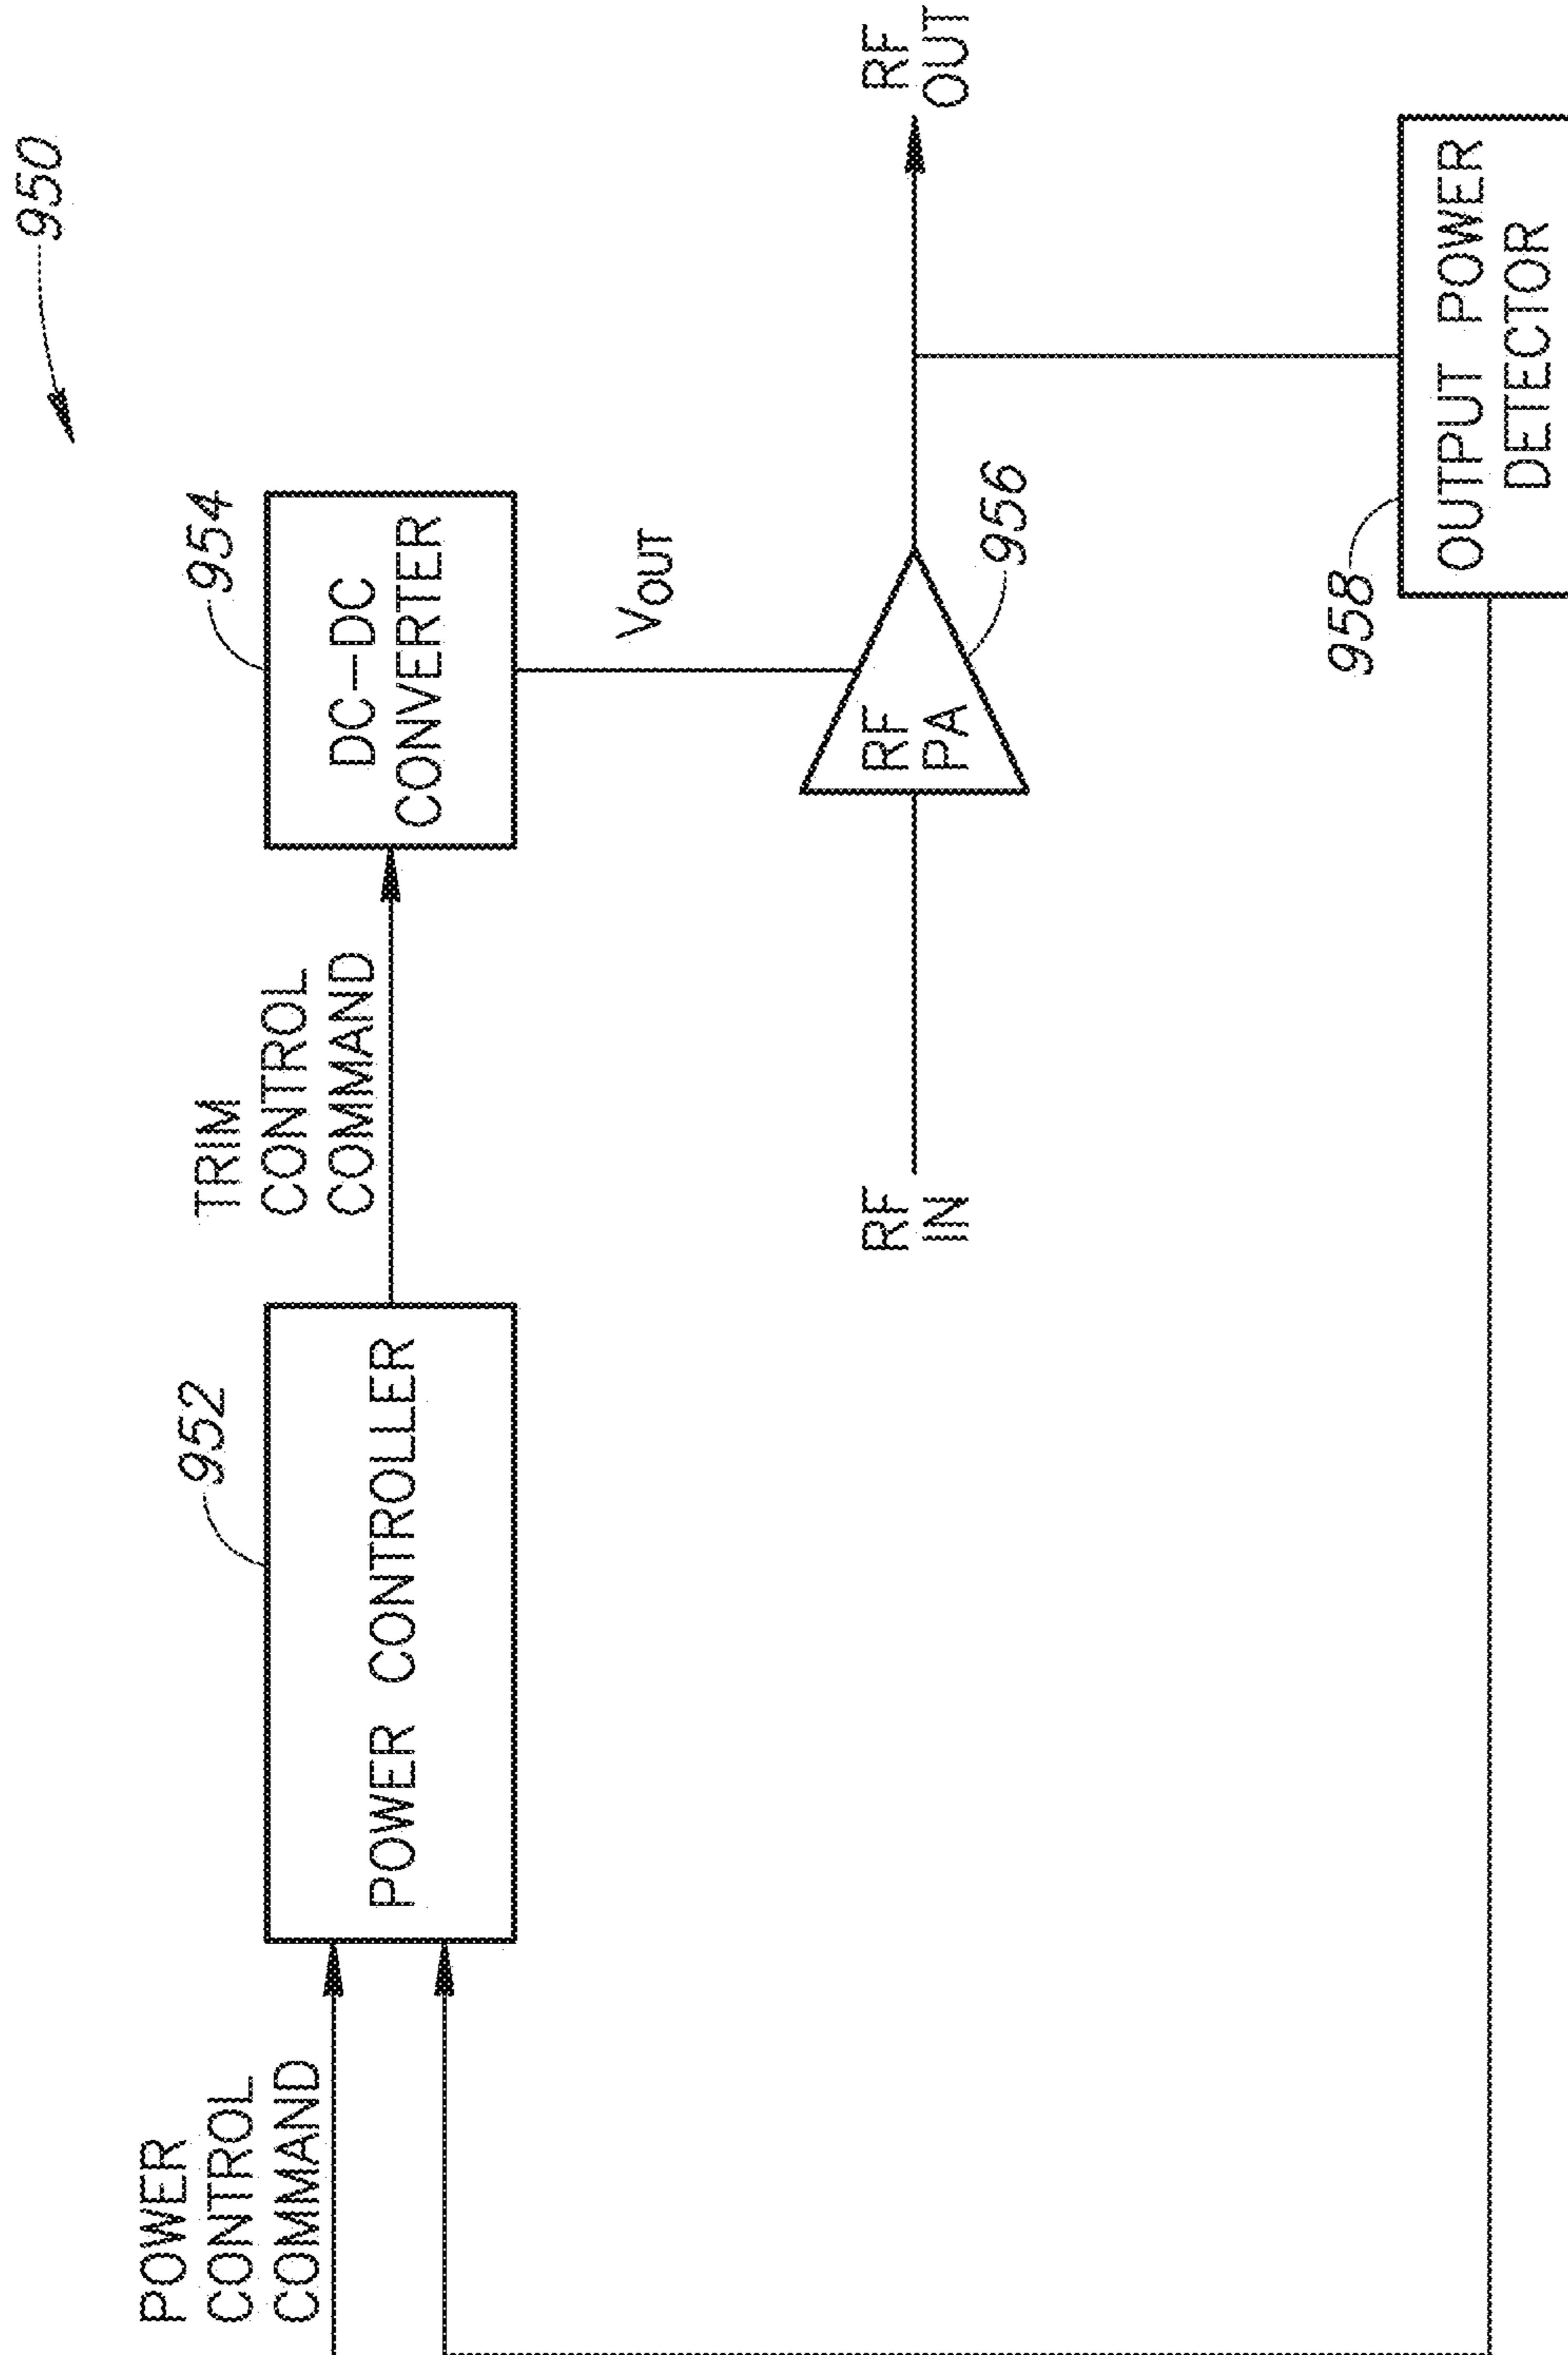 950
POWER
CONTROL
COMMAND
952
POWER CONTROLLER
TRIM
CONTROL
COMMAND
954
DC-DC
CONVERTER
VOUT
RF
IN
RF
PA
956
RF
OUT
958
OUTPUT POWER
DETECTOR